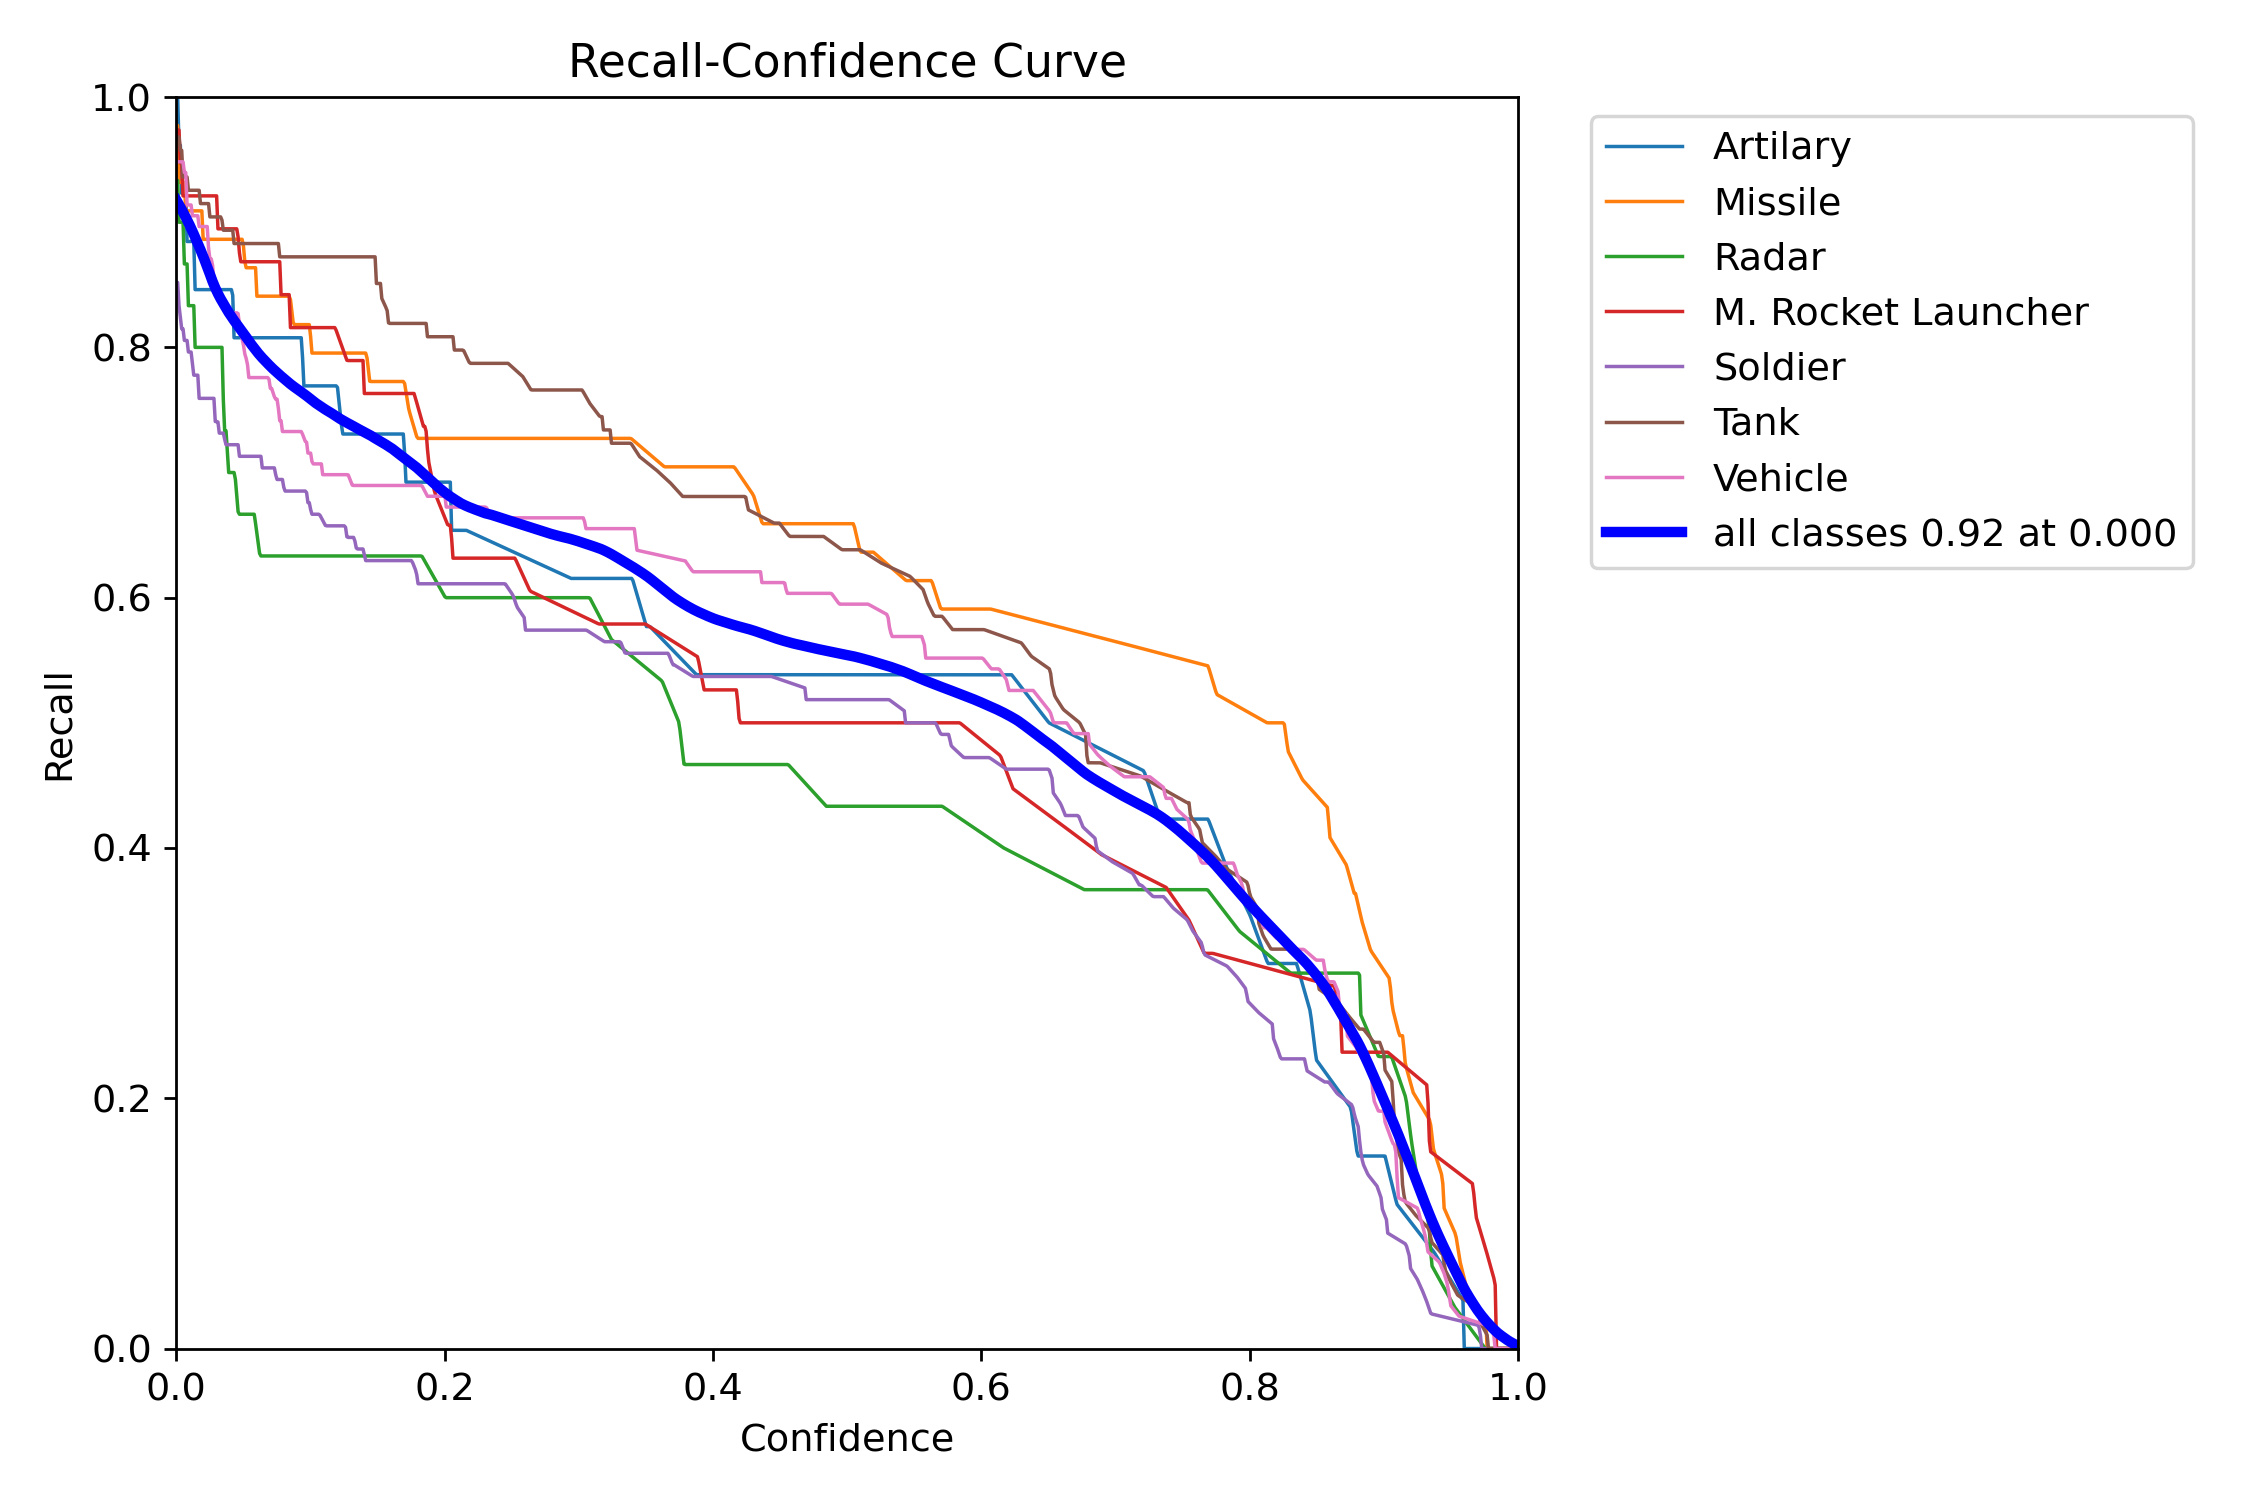 Recall-Confidence Curve
1.0
0.8
0.6
0.4
0.2
0.0
Recall
0.0 0.2 0.4 0.6 0.8 1.0
Confidence
Artilary
Missile
Radar
M. Rocket Launcher
Soldier
Tank
Vehicle
all classes 0.92 at 0.000